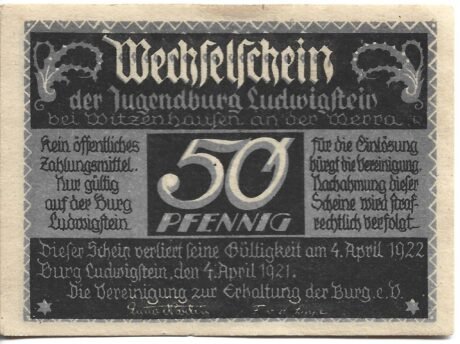 Wechselschein
der Jugendburg Ludwigstein
bei Witzenhausen an der Werra
Kein öffentliches
Zahlungsmittel.
Nur gültig
auf der Burg
Ludwigstein
50
PFENNIG
für die Einlösung
bürgt die Vereinigung.
Nachahmung dieser
Scheine wird straf-
rechtlich verfolgt.
Dieser Schein verliert seine Gültigkeit am 4. April 1922
Burg Ludwigstein, den 4. April 1921.
Die Vereinigung zur Erhaltung der Burg. e.V.